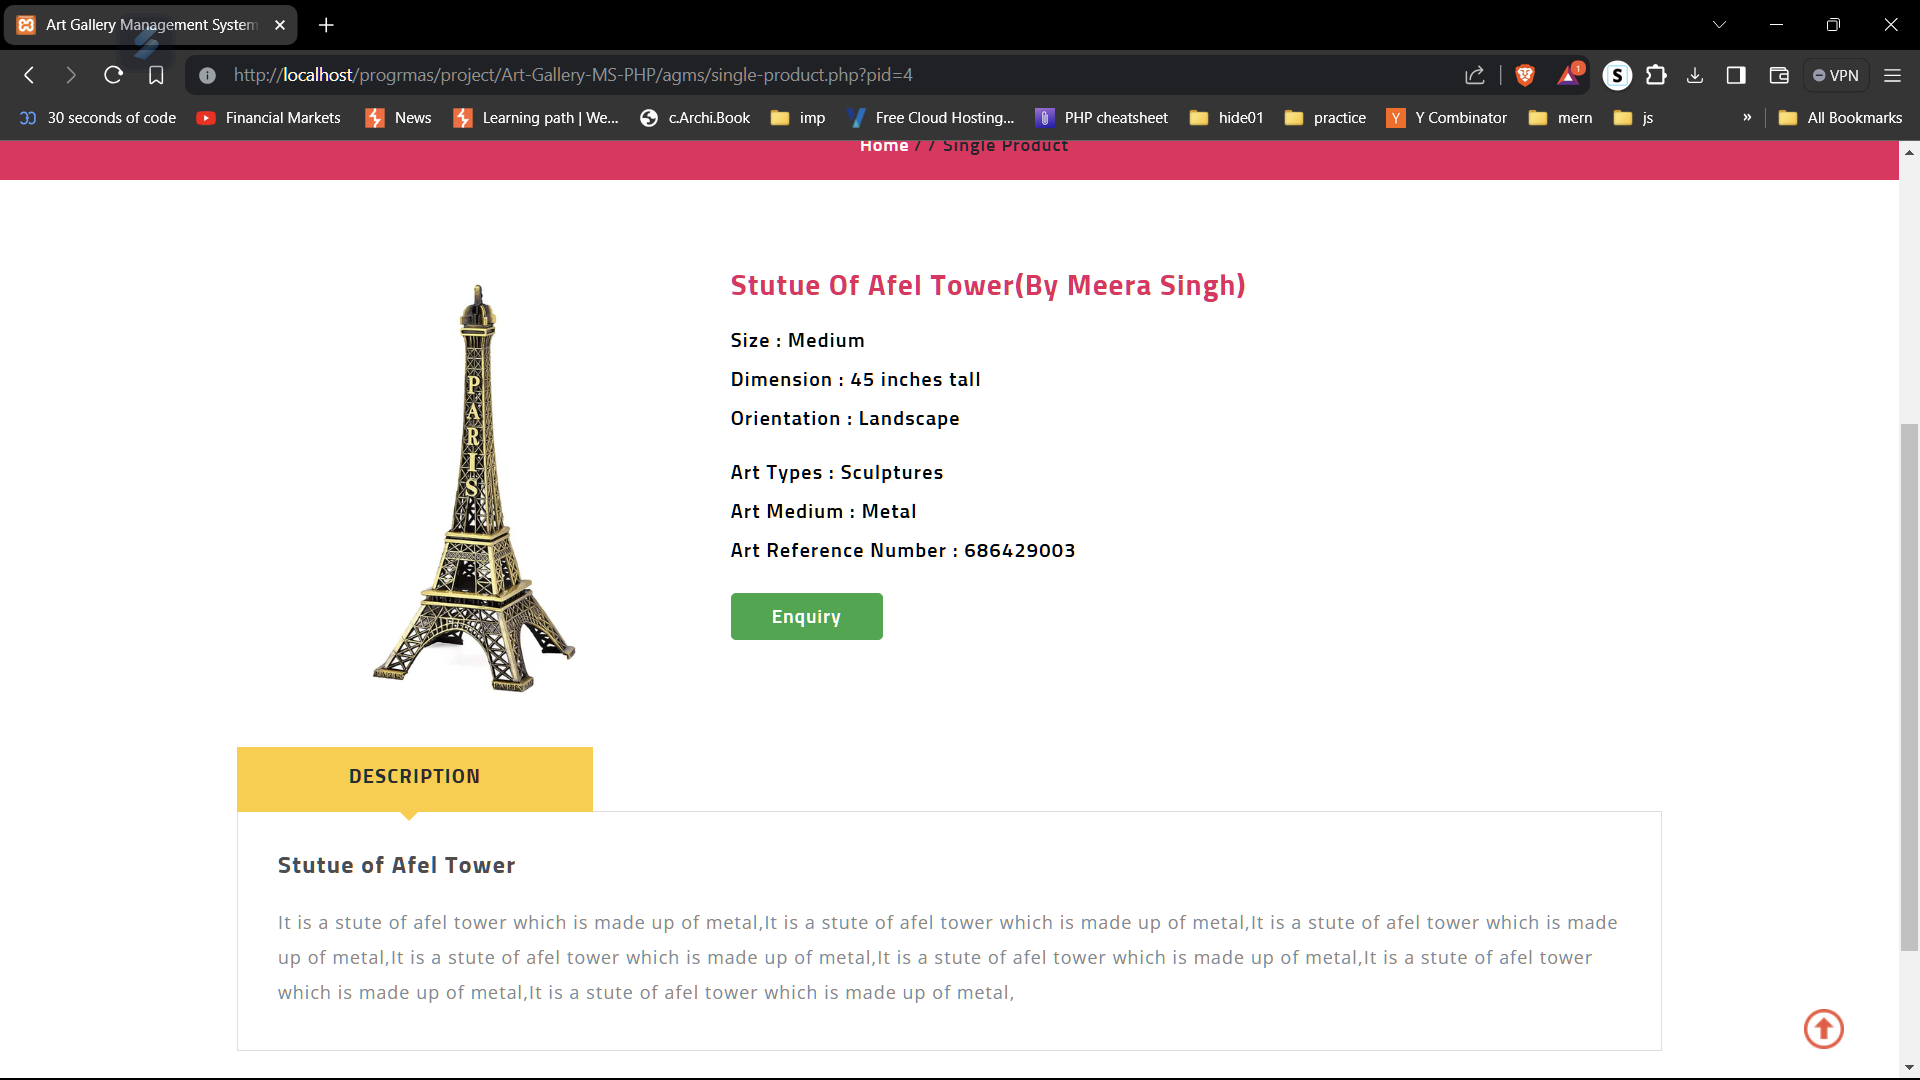 Art Gallery Management System
http://localhost/progrmas/project/Art-Gallery-MS-PHP/agms/single-product.php?pid=4
1
S
VPN
30 seconds of code
Financial Markets
News
Learning path | We...
c.Archi.Book
imp
Free Cloud Hosting...
PHP cheatsheet
hide01
practice
Y
Y Combinator
mern
js
»
All Bookmarks
Home / / Single Product
PARIS
Stutue Of Afel Tower(By Meera Singh)
Size : Medium
Dimension : 45 inches tall
Orientation : Landscape
Art Types : Sculptures
Art Medium : Metal
Art Reference Number : 686429003
Enquiry
DESCRIPTION
Stutue of Afel Tower
It is a stute of afel tower which is made up of metal,It is a stute of afel tower which is made up of metal,It is a stute of afel tower which is made
up of metal,It is a stute of afel tower which is made up of metal,It is a stute of afel tower which is made up of metal,It is a stute of afel tower
which is made up of metal,It is a stute of afel tower which is made up of metal,